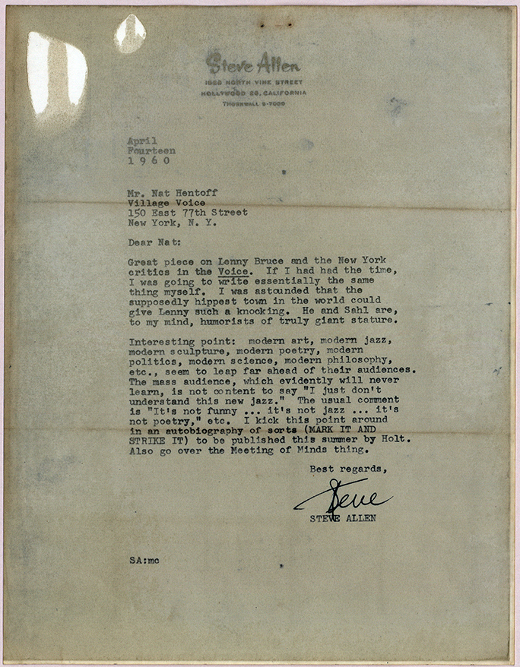 Steve Allen
NORTH VINE STREET
HOLLYWOOD 28, CALIFORNIA
April
Fourteen
1 9 6 0
Mr. Nat Hentoff
Village Voice
150 East 77th Street
New York, N. Y.
Dear Nat:
Great piece on Lenny Bruce and the New York
critics in the Voice. If I had had the time,
I was going to write essentially the same
thing myself. I was astounded that the
supposedly hippest town in the world could
give Lenny such a knocking. He and Sahl are,
to my mind, humorists of truly giant stature.
Interesting point: modern art, modern jazz,
modern sculpture, modern poetry, modern
politics, modern science, modern philosophy,
etc., seem to leap far ahead of their audiences.
The mass audience, which evidently will never
learn, is not content to say "I just don't
understand this new jazz." The usual comment
is "It's not funny ... it's not jazz ... it's
not poetry," etc. I kick this point around
in an autobiography of sorts (MARK IT AND
STRIKE IT) to be published this summer by Holt.
Also go over the Meeting of Minds thing.
Best regards,
Steve
STEVE ALLEN
SA:mc